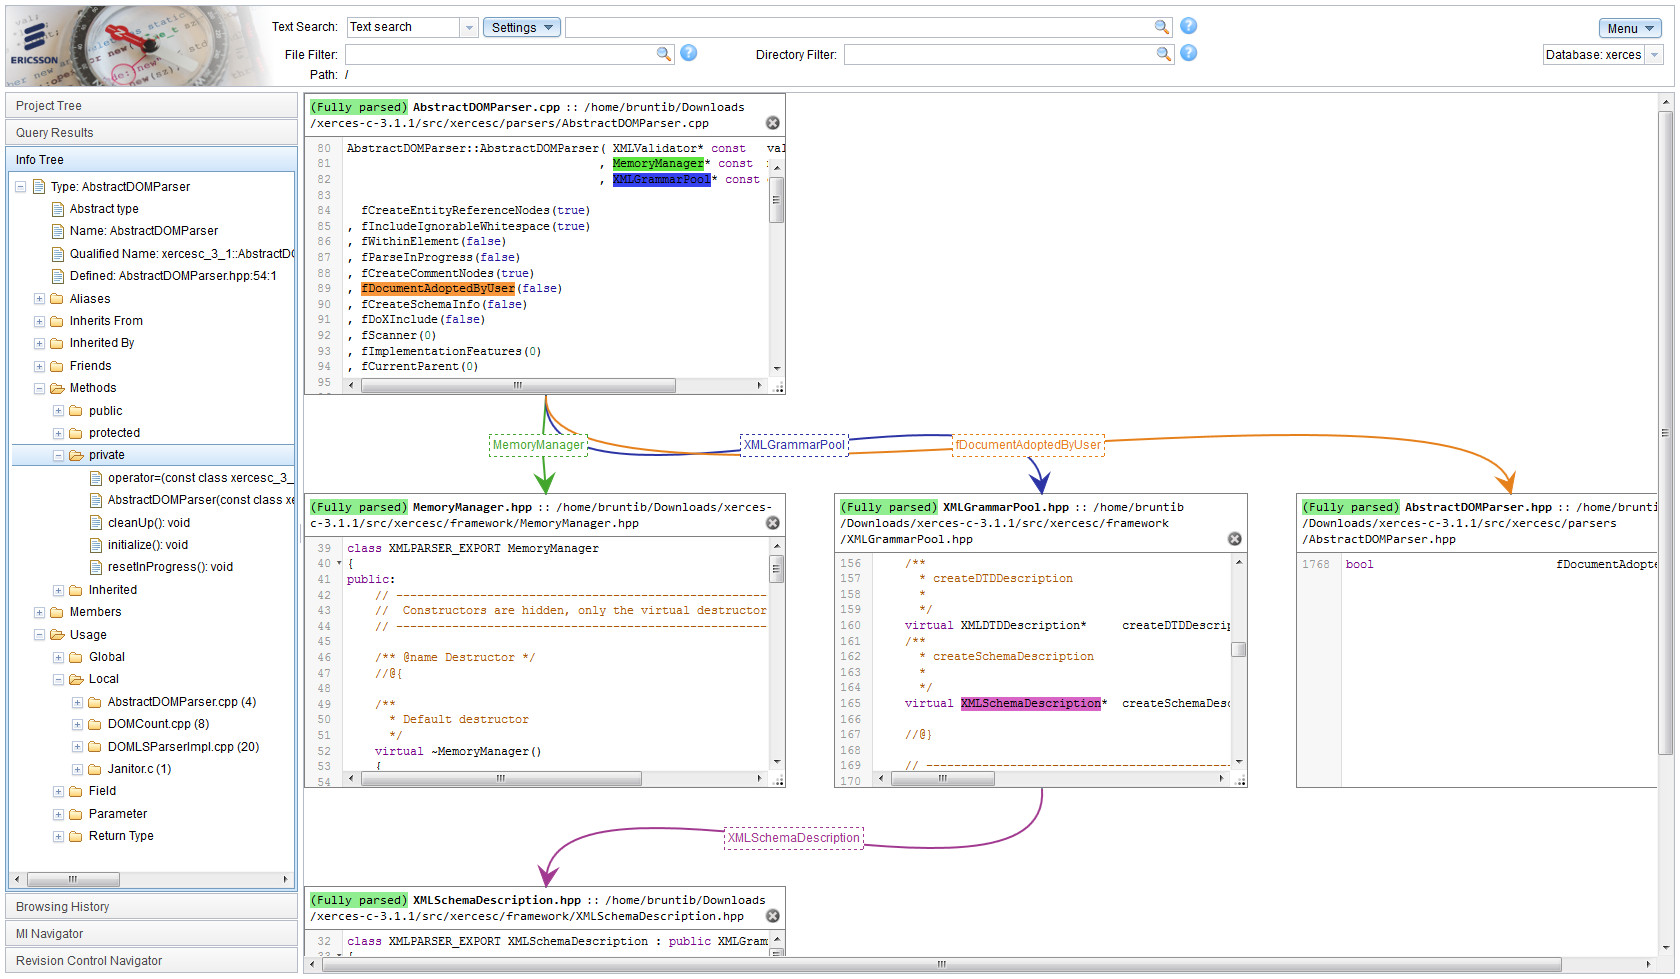 Text Search: Text search Settings
ERICSSON
File Filter: Directory Filter:
Path: /
Menu
Database: xerces
Project Tree
Query Results
Info Tree
Type: AbstractDOMParser
Abstract type
Name: AbstractDOMParser
Qualified Name: xercesc_3_1::AbstractDO
Defined: AbstractDOMParser.hpp:54:1
Aliases
Inherits From
Inherited By
Friends
Methods
public
protected
private
operator=(const class xercesc_3_
AbstractDOMParser(const class xe
cleanUp(): void
initialize(): void
resetInProgress(): void
Inherited
Members
Usage
Global
Local
AbstractDOMParser.cpp (4)
DOMCount.cpp (8)
DOMLSParserImpl.cpp (20)
Janitor.c (1)
Field
Parameter
Return Type
Browsing History
MI Navigator
Revision Control Navigator
(Fully parsed) AbstractDOMParser.cpp :: /home/bruntib/Downloads
/xerces-c-3.1.1/src/xercesc/parsers/AbstractDOMParser.cpp
80 AbstractDOMParser::AbstractDOMParser( XMLValidator* const val
81 , MemoryManager* const
82 , XMLGrammarPool* const
83
84 fCreateEntityReferenceNodes(true)
85 , fIncludeIgnorableWhitespace(true)
86 , fWithinElement(false)
87 , fParseInProgress(false)
88 , fCreateCommentNodes(true)
89 , fDocumentAdoptedByUser(false)
90 , fCreateSchemaInfo(false)
91 , fDoXInclude(false)
92 , fScanner(0)
93 , fImplementationFeatures(0)
94 , fCurrentParent(0)
95
MemoryManager
XMLGrammarPool
fDocumentAdoptedByUser
(Fully parsed) MemoryManager.hpp :: /home/bruntib/Downloads/xerces-
c-3.1.1/src/xercesc/framework/MemoryManager.hpp
39 class XMLPARSER_EXPORT MemoryManager
40 {
41 public:
42 // -----------------------------------------------------
43 // Constructors are hidden, only the virtual destructor
44 // -----------------------------------------------------
45
46 /** @name Destructor */
47 //@{
48
49 /**
50 * Default destructor
51 */
52 virtual ~MemoryManager()
53 {
54
(Fully parsed) XMLGrammarPool.hpp :: /home/bruntib
/Downloads/xerces-c-3.1.1/src/xercesc/framework
/XMLGrammarPool.hpp
156 /**
157 * createDTDDescription
158 *
159 */
160 virtual XMLDTDDescription* createDTDDescrip
161 /**
162 * createSchemaDescription
163 *
164 */
165 virtual XMLSchemaDescription* createSchemaDesc
166
167 //@}
168
169 // -------------------------------------------
170
(Fully parsed) AbstractDOMParser.hpp :: /home/brunti
/Downloads/xerces-c-3.1.1/src/xercesc/parsers
/AbstractDOMParser.hpp
1768 bool fDocumentAdopte
XMLSchemaDescription
(Fully parsed) XMLSchemaDescription.hpp :: /home/bruntib/Downloads
/xerces-c-3.1.1/src/xercesc/framework/XMLSchemaDescription.hpp
32 class XMLPARSER_EXPORT XMLSchemaDescription : public XMLGram
33 {